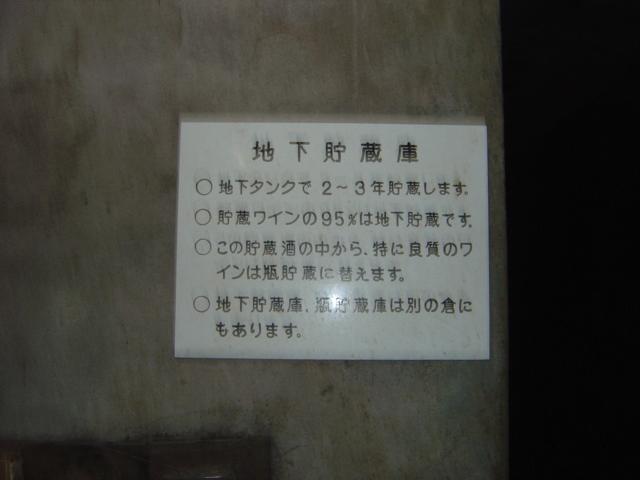 地下貯蔵庫
○ 地下タンクで 2～3年貯蔵します。
○ 貯蔵ワインの95%は地下貯蔵です。
○ この貯蔵酒の中から、特に良質のワ
インは瓶貯蔵に替えます。
○ 地下貯蔵庫、瓶貯蔵庫は別の倉に
もあります。